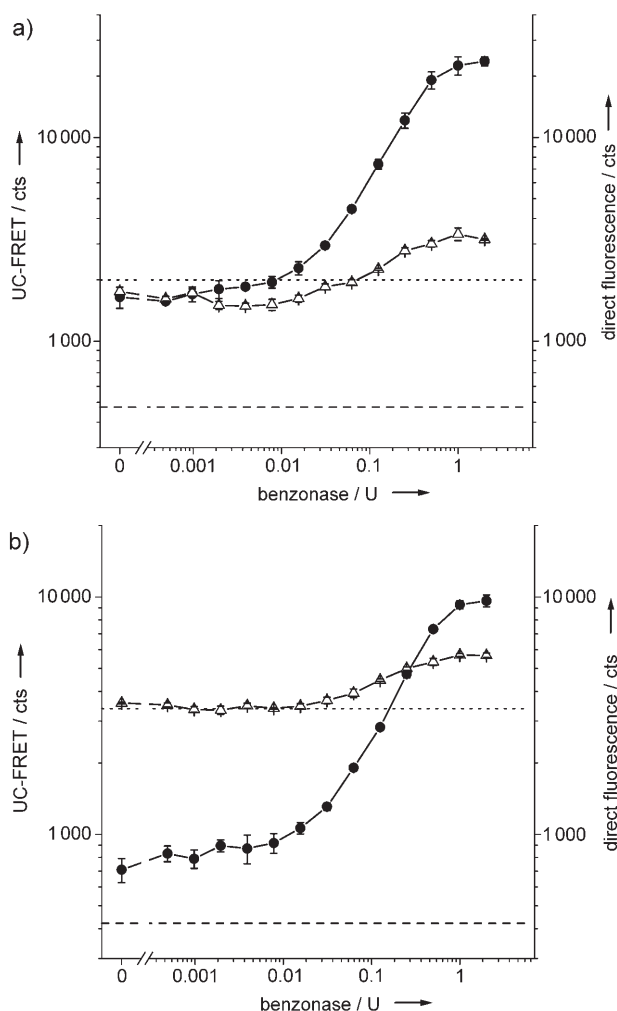 a)
UC-FRET / cts
10 000
1 000
direct fluorescence / cts
10 000
1 000
0 0.001 0.01 0.1 1
benzonase / U
b)
UC-FRET / cts
10 000
1 000
direct fluorescence / cts
10 000
1 000
0 0.001 0.01 0.1 1
benzonase / U